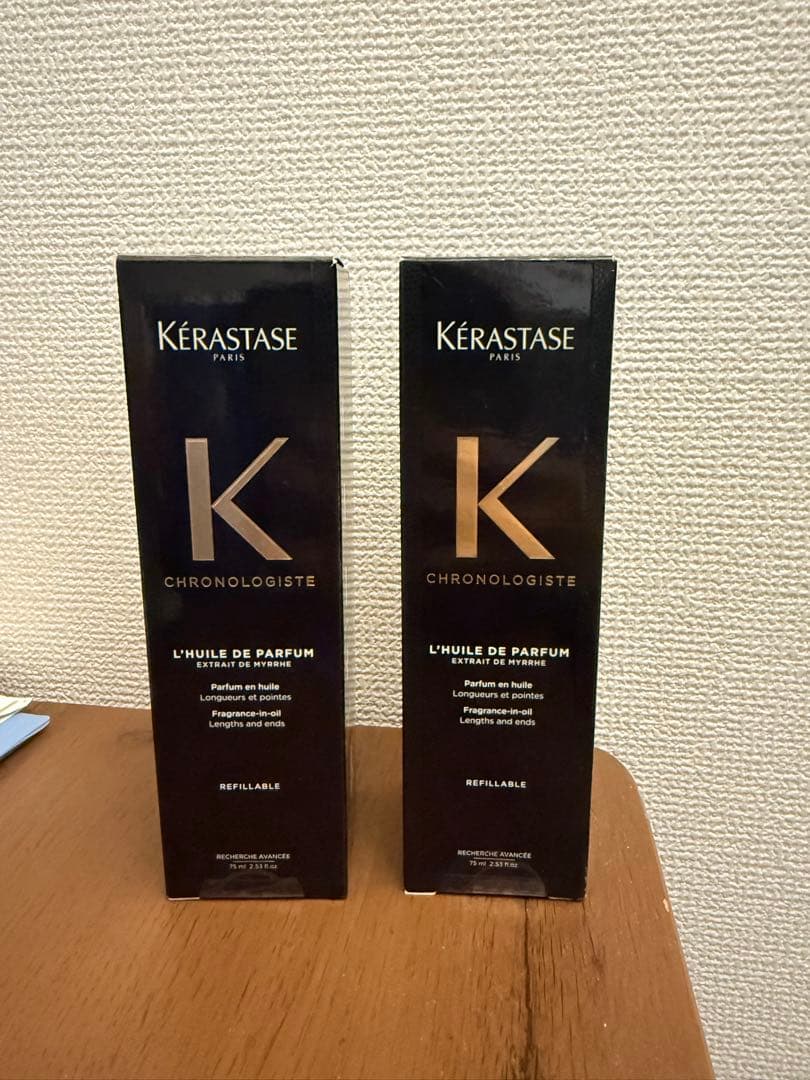 KÉRASTASE
PARIS
K
CHRONOLOGISTE
L'HUILE DE PARFUM
EXTRAIT DE MYRRHE
Parfum en huile
Longueurs et pointes
Fragrance-in-oil
Lengths and ends
REFILLABLE
RECHERCHE AVANCÉE
75 ml 2.53 fl.oz
KÉRASTASE
PARIS
K
CHRONOLOGISTE
L'HUILE DE PARFUM
EXTRAIT DE MYRRHE
Parfum en huile
Longueurs et pointes
Fragrance-in-oil
Lengths and ends
REFILLABLE
RECHERCHE AVANCÉE
75 ml 2.53 fl.oz